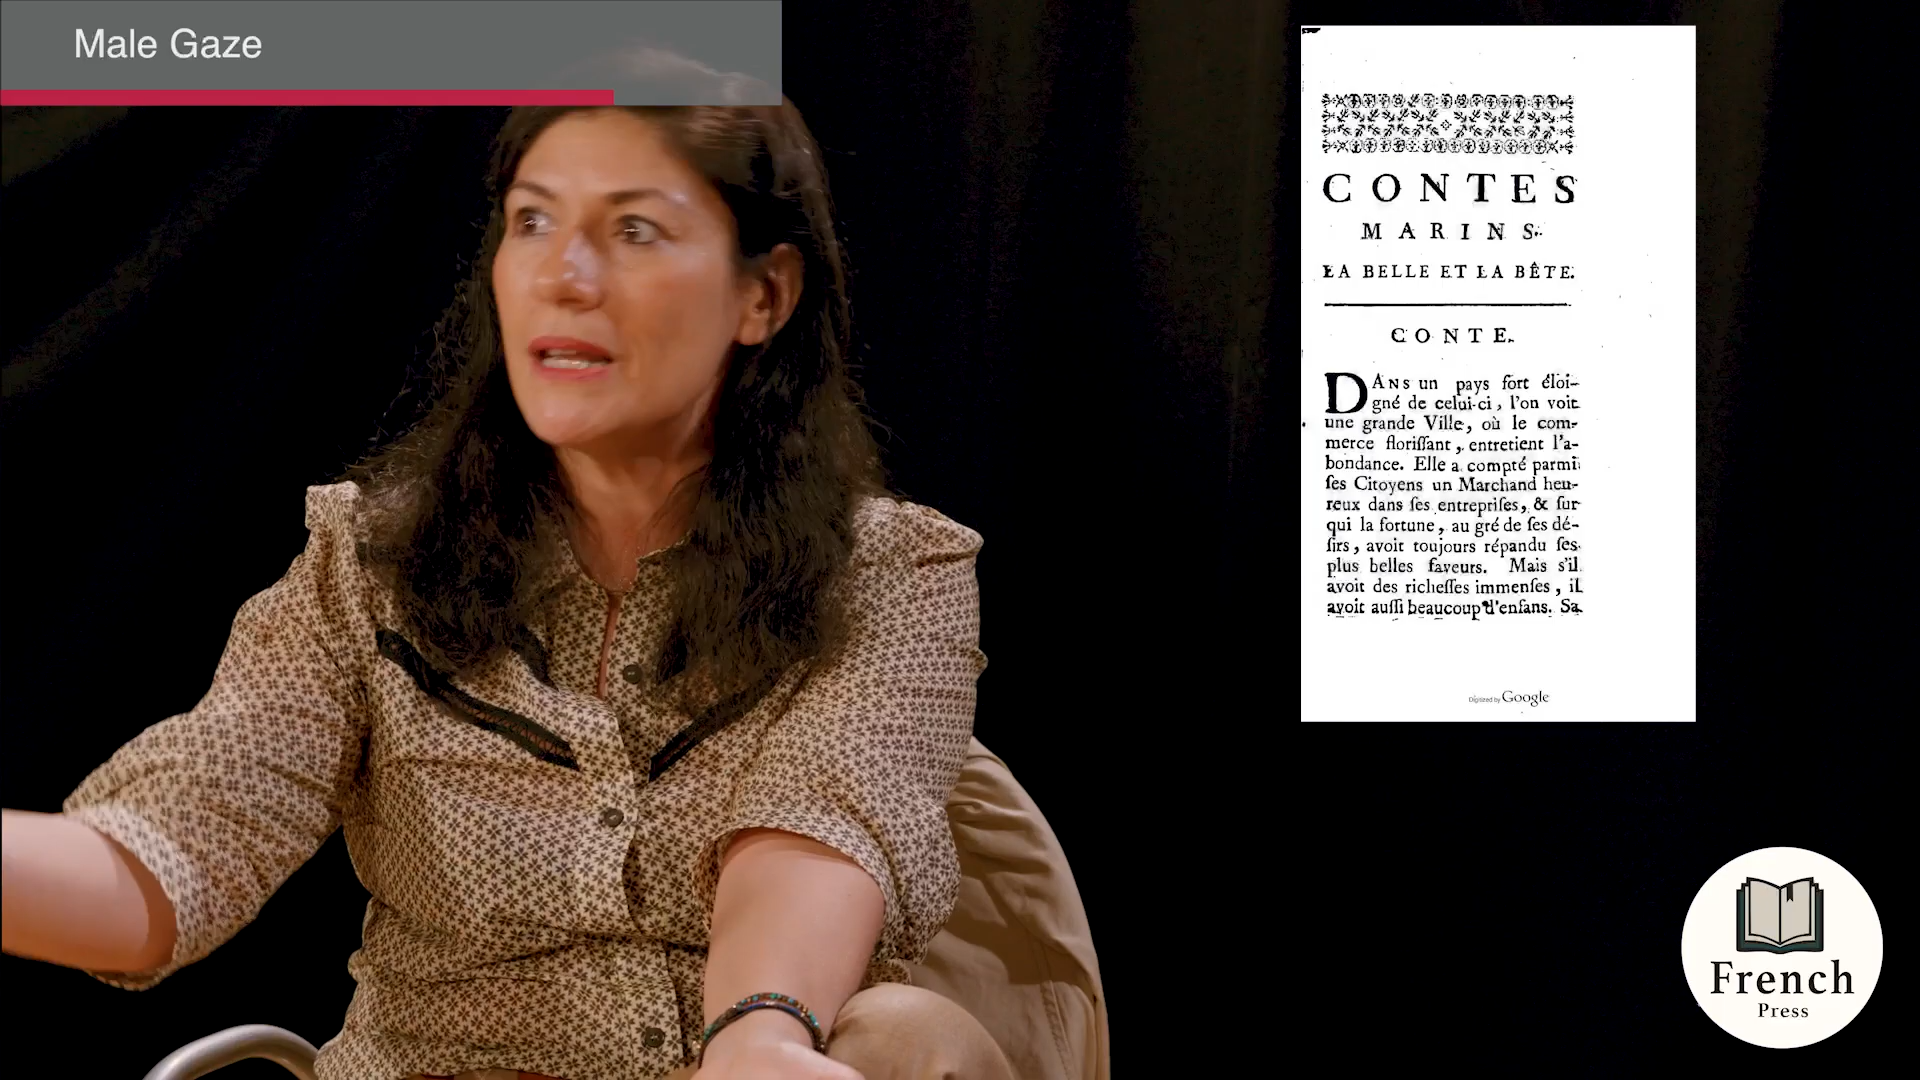 Male Gaze
CONTES
MARINS.
LA BELLE ET LA BÊTE.
CONTE.
DANS un pays fort éloi-
gné de celui-ci, l'on voit
une grande Ville, où le com-
merce floriſſant, entretient l'a-
bondance. Elle a compté parmi
ſes Citoyens un Marchand heu-
reux dans ſes entrepriſes, & ſur
qui la fortune, au gré de ſes dé-
ſirs, avoit toujours répandu ſes
plus belles faveurs. Mais s'il
avoit des richeſſes immenſes, il
avoit auſſi beaucoup d'enfans. Sa
Digitized by Google
French
Press